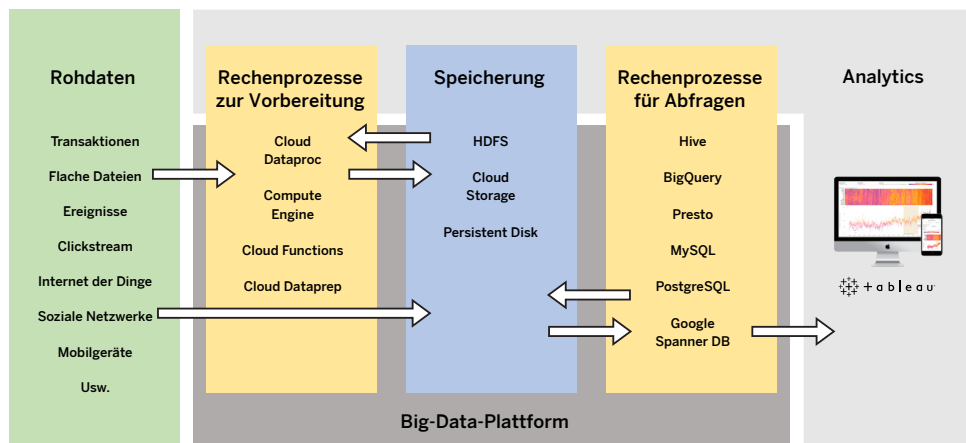 Rohdaten
Transaktionen
Flache Dateien
Ereignisse
Clickstream
Internet der Dinge
Soziale Netzwerke
Mobilgeräte
Usw.
Rechenprozesse
zur Vorbereitung
Cloud
Dataproc
Compute
Engine
Cloud Functions
Cloud Dataprep
Speicherung
HDFS
Cloud
Storage
Persistent Disk
Rechenprozesse
für Abfragen
Hive
BigQuery
Presto
MySQL
PostgreSQL
Google
Spanner DB
Analytics
+ableau
Big-Data-Plattform